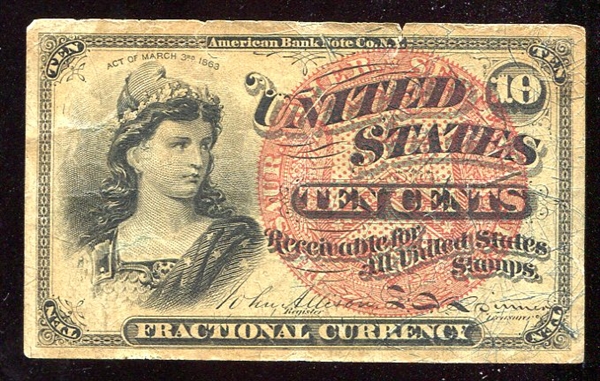 American Bank Note Co. N.Y.
TEN
TEN
ACT OF MARCH 3RD 1863
10
UNITED
STATES
TEN CENTS
Receivable for
All United States
Stamps.
Register
Treasurer
TEN
FRACTIONAL CURRENCY
TEN